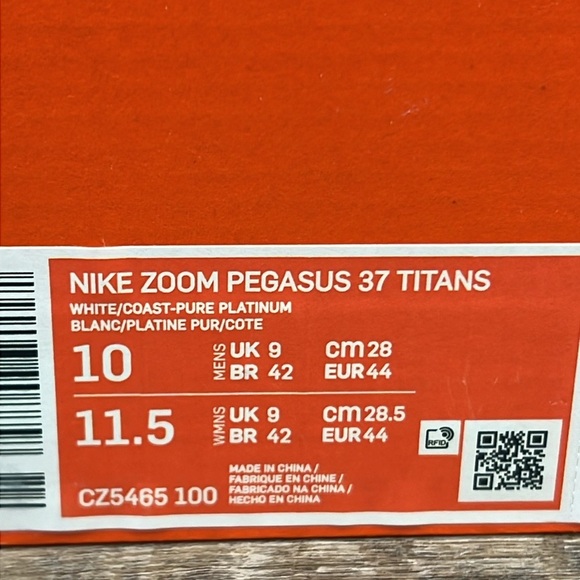 NIKE ZOOM PEGASUS 37 TITANS
WHITE/COAST-PURE PLATINUM
BLANC/PLATINE PUR/COTE
10 MENS UK 9 cm 28
BR 42 EUR 44
11.5 WMNS UK 9 cm 28.5
BR 42 EUR 44
RFID
CZ5465 100
MADE IN CHINA /
FABRIQUE EN CHINE /
FABRICADO NA CHINA /
HECHO EN CHINA